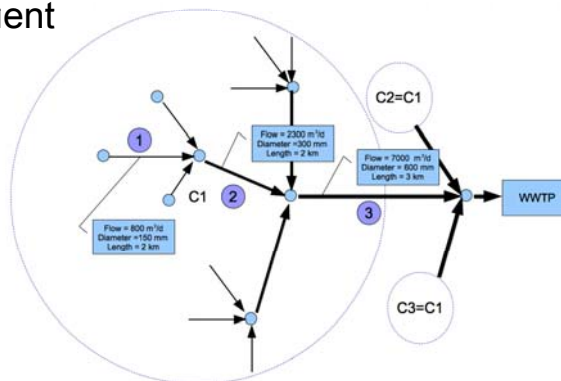 uent
1
Flow = 800 m³/d
Diameter =150 mm
Length = 2 km
C1
2
Flow = 2300 m³/d
Diameter =300 mm
Length = 2 km
3
Flow = 7000 m³/d
Diameter = 600 mm
Length = 3 km
C2=C1
WWTP
C3=C1